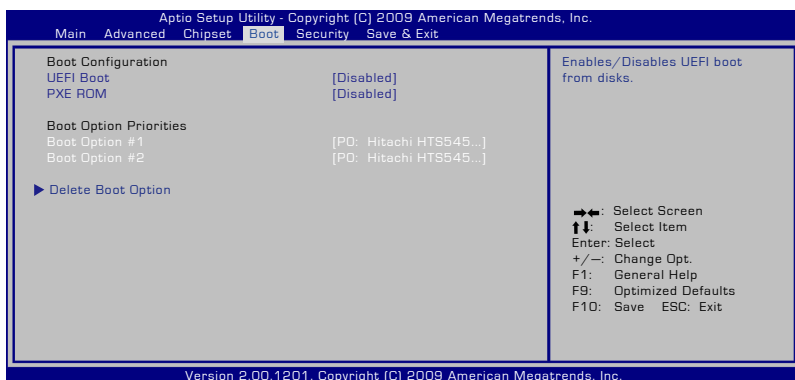 Aptio Setup Utility - Copyright (C) 2009 American Megatrends, Inc.
Main Advanced Chipset Boot Security Save & Exit
Boot Configuration
UEFI Boot [Disabled]
PXE ROM [Disabled]
Boot Option Priorities
Boot Option #1 [P0: Hitachi HTS545...]
Boot Option #2 [P0: Hitachi HTS545...]
▶ Delete Boot Option
Enables/Disables UEFI boot
from disks.
→←: Select Screen
↑↓: Select Item
Enter: Select
+/—: Change Opt.
F1: General Help
F9: Optimized Defaults
F10: Save ESC: Exit
Version 2.00.1201. Copyright (C) 2009 American Megatrends, Inc.